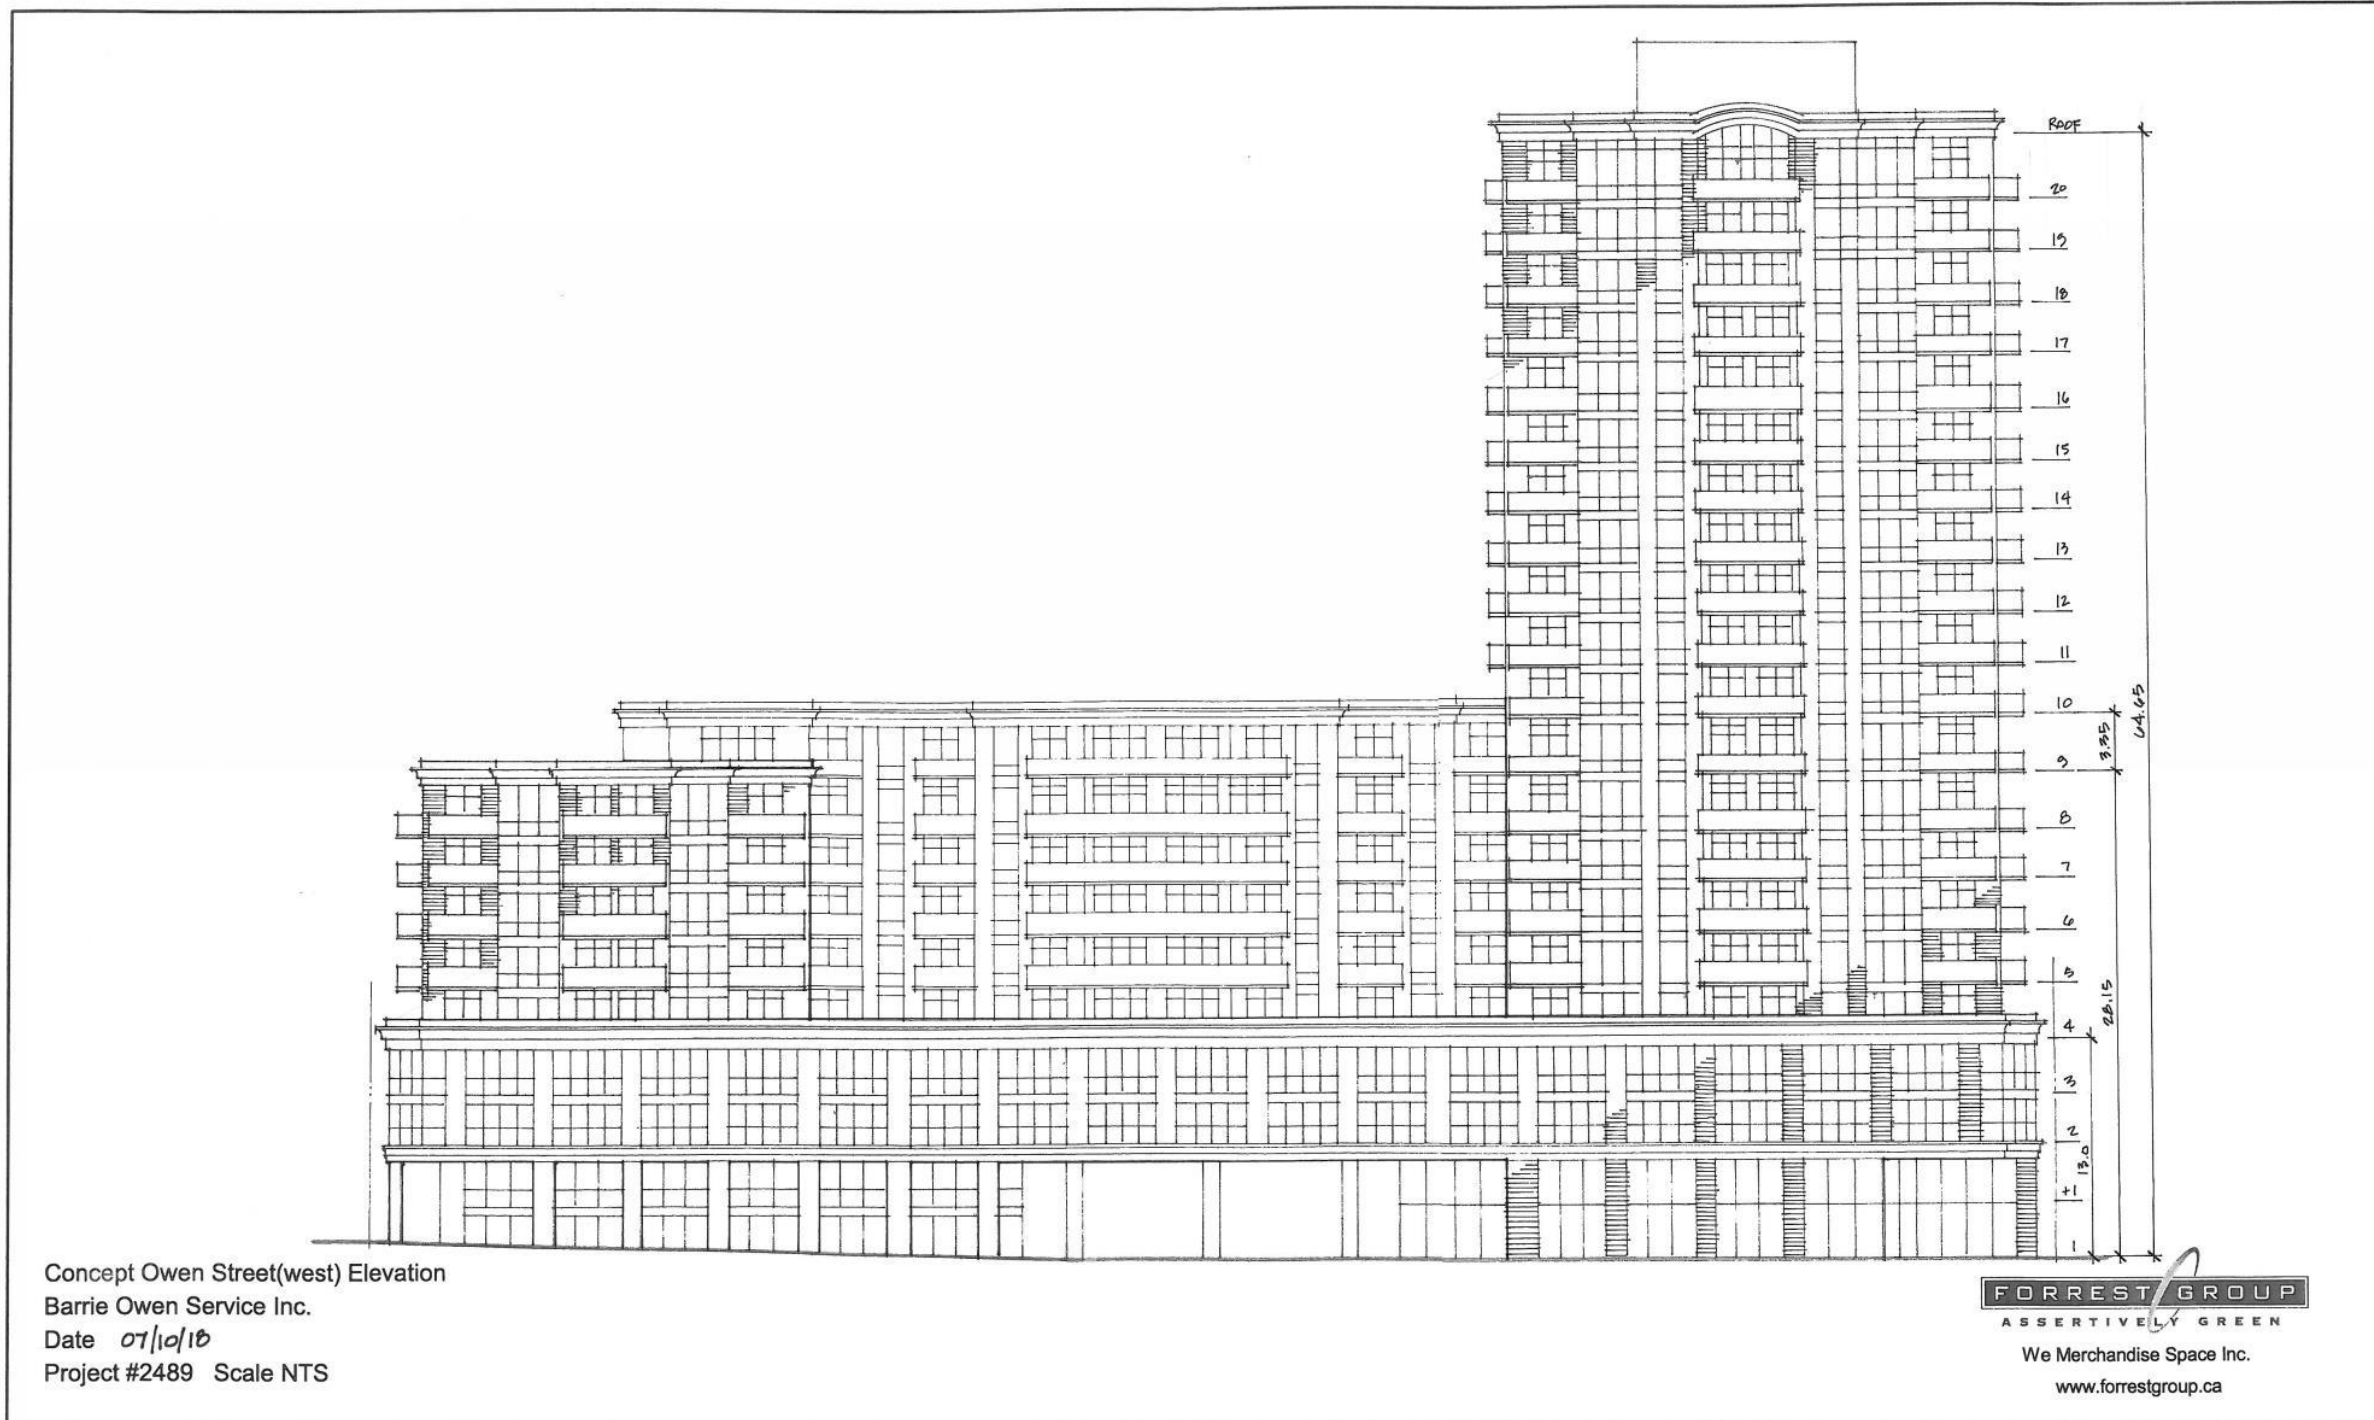 ROOF
20
19
18
17
16
15
14
13
12
11
10
9
8
7
6
5
4
3
2
+1
1
64.65
3.35
28.15
13.0
Concept Owen Street(west) Elevation
Barrie Owen Service Inc.
Date 07/10/18
Project #2489 Scale NTS
FORREST GROUP
ASSERTIVELY GREEN
We Merchandise Space Inc.
www.forrestgroup.ca